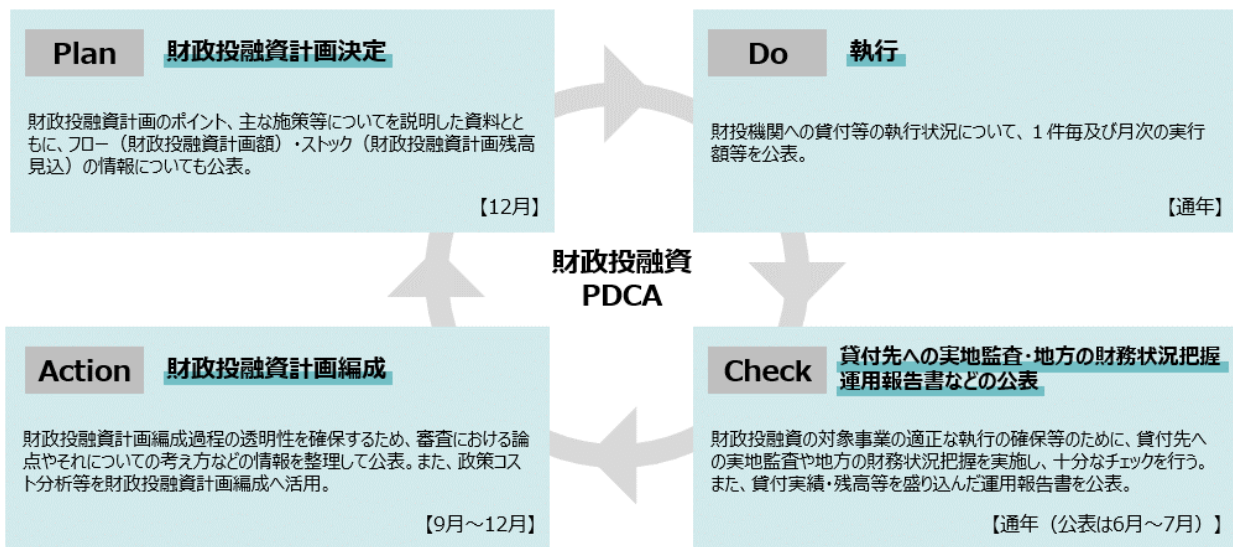 Plan
財政投融資計画決定
財政投融資計画のポイント、主な施策等についてを説明した資料とと
もに、フロー（財政投融資計画額）・ストック（財政投融資計画残高
見込）の情報についても公表。
【12月】
Do
執行
財投機関への貸付等の執行状況について、１件毎及び月次の実行
額等を公表。
【通年】
財政投融資
PDCA
Action
財政投融資計画編成
財政投融資計画編成過程の透明性を確保するため、審査における論
点やそれについての考え方などの情報を整理して公表。また、政策コス
ト分析等を財政投融資計画編成へ活用。
【9月～12月】
Check
貸付先への実地監査・地方の財務状況把握
運用報告書などの公表
財政投融資の対象事業の適正な執行の確保等のために、貸付先へ
の実地監査や地方の財務状況把握を実施し、十分なチェックを行う。
また、貸付実績・残高等を盛り込んだ運用報告書を公表。
【通年（公表は6月～7月）】